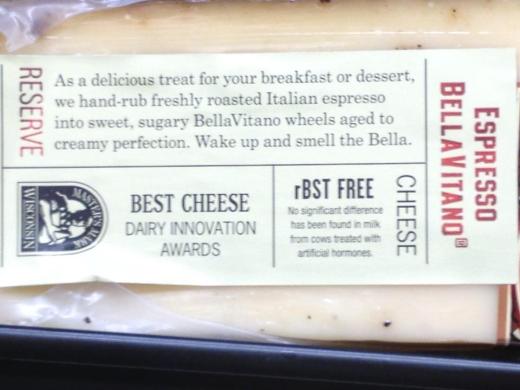 RESERVE
As a delicious treat for your breakfast or dessert,
we hand-rub freshly roasted Italian espresso
into sweet, sugary BellaVitano wheels aged to
creamy perfection. Wake up and smell the Bella.
MASTER'S MARK
WISCONSIN
BEST CHEESE
DAIRY INNOVATION
AWARDS
rBST FREE
No significant difference
has been found in milk
from cows treated with
artificial hormones.
CHEESE
ESPRESSO
BELLAVITANO®